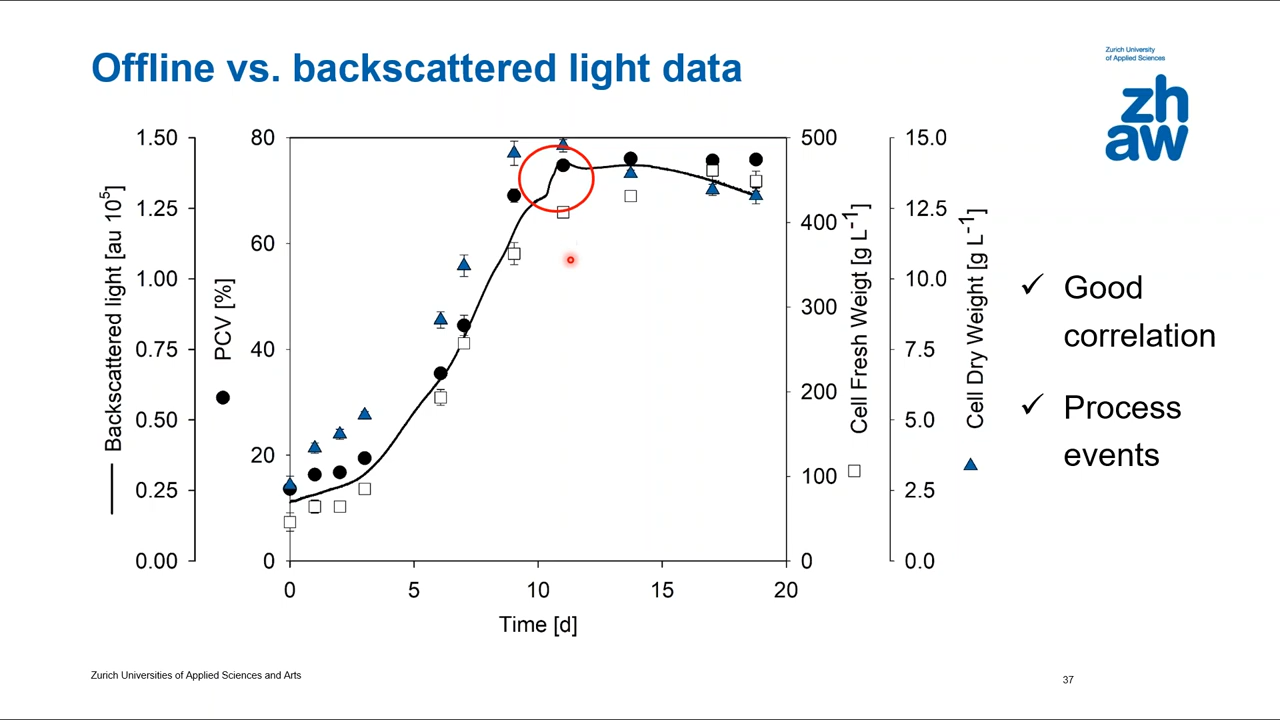 Offline vs. backscattered light data
Zurich University
of Applied Sciences
zh
aw
1.50
1.25
1.00
0.75
0.50
0.25
0.00
Backscattered light [au 10⁵]
80
60
40
20
0
PCV [%]
0
5
10
15
20
Time [d]
500
400
300
200
100
0
Cell Fresh Weigt [g L⁻¹]
15.0
12.5
10.0
7.5
5.0
2.5
0.0
Cell Dry Weight [g L⁻¹]
✓ Good
correlation
✓ Process
events
Zurich Universities of Applied Sciences and Arts
37